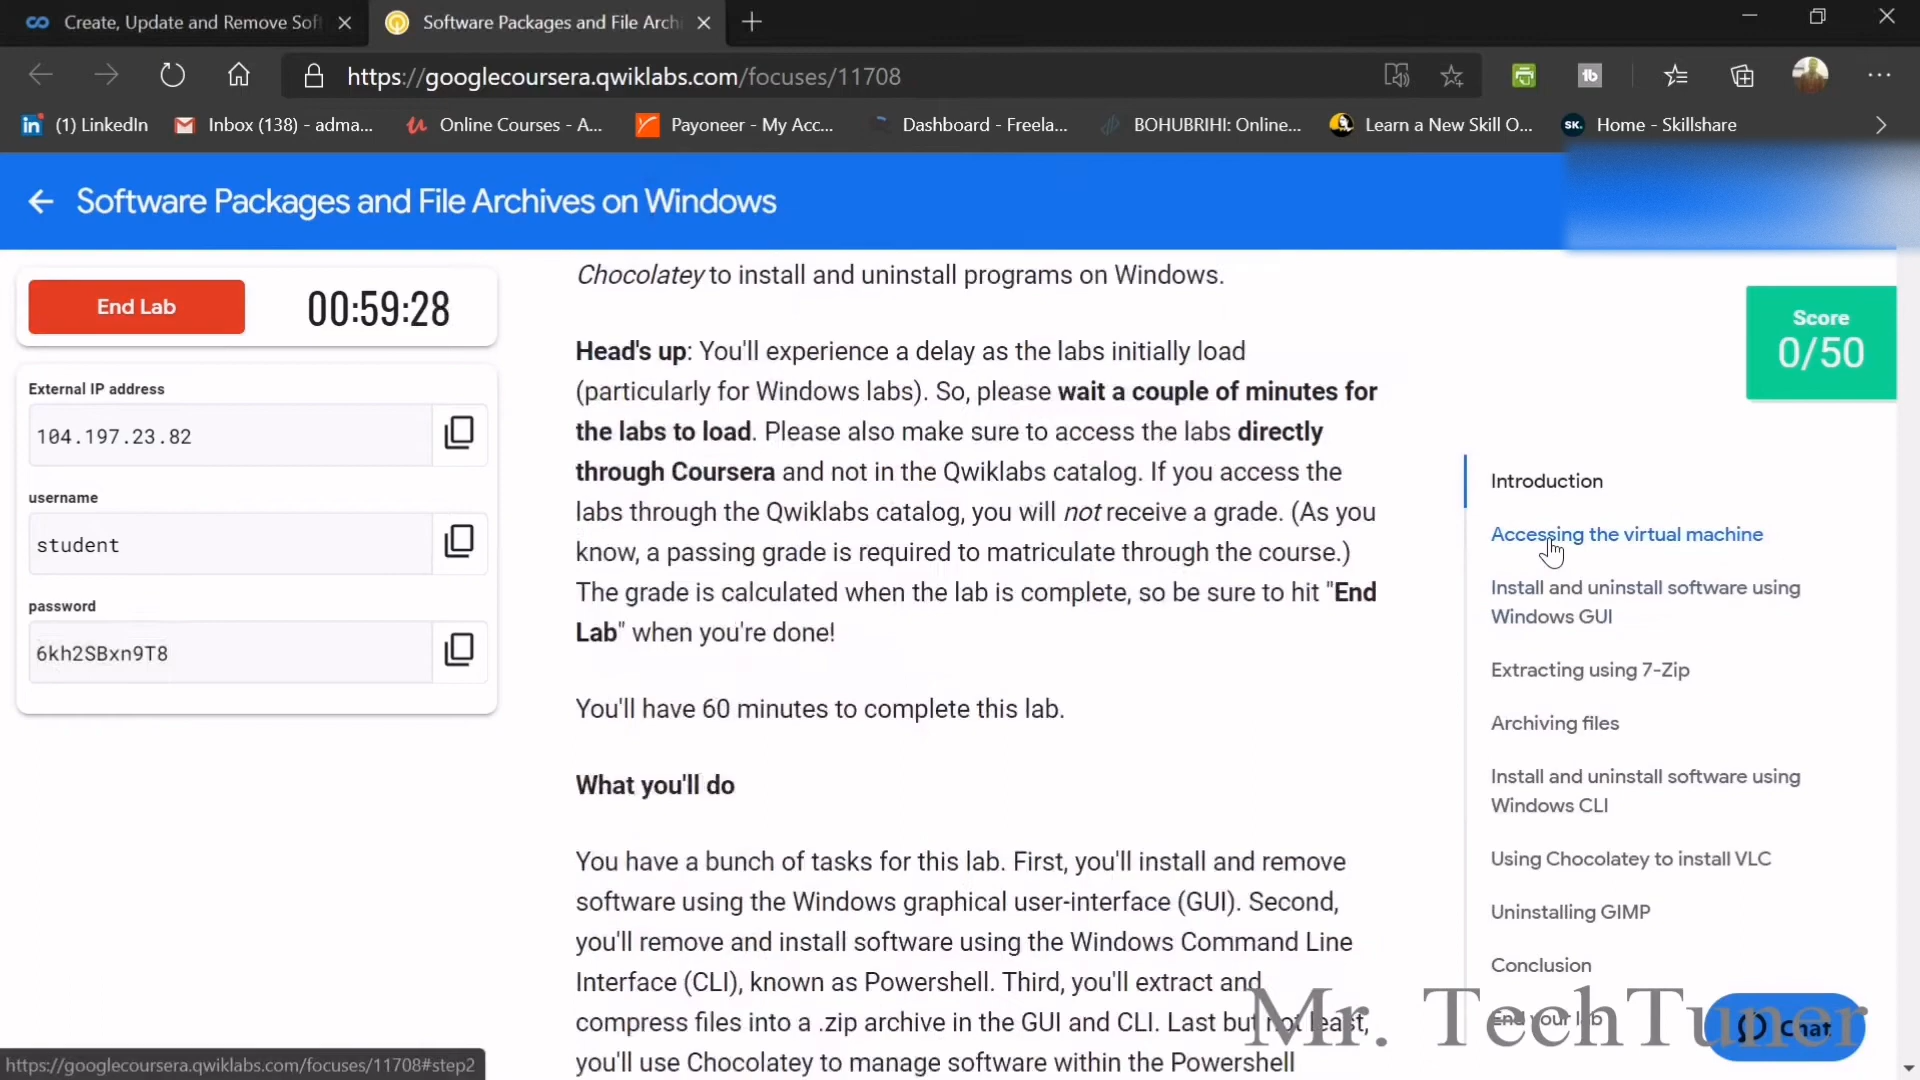 Create, Update and Remove Sof
Software Packages and File Arch
https://googlecoursera.qwiklabs.com/focuses/11708
(1) LinkedIn
Inbox (138) - adma...
Online Courses - A...
Payoneer - My Acc...
Dashboard - Freela...
BOHUBRIHI: Online...
Learn a New Skill O...
SK.
Home - Skillshare
Software Packages and File Archives on Windows
End Lab
00:59:28
External IP address
104.197.23.82
username
student
password
6kh2SBxn9T8
Chocolatey to install and uninstall programs on Windows.
Head's up: You'll experience a delay as the labs initially load
(particularly for Windows labs). So, please wait a couple of minutes for
the labs to load. Please also make sure to access the labs directly
through Coursera and not in the Qwiklabs catalog. If you access the
labs through the Qwiklabs catalog, you will not receive a grade. (As you
know, a passing grade is required to matriculate through the course.)
The grade is calculated when the lab is complete, so be sure to hit "End
Lab" when you're done!
You'll have 60 minutes to complete this lab.
What you'll do
You have a bunch of tasks for this lab. First, you'll install and remove
software using the Windows graphical user-interface (GUI). Second,
you'll remove and install software using the Windows Command Line
Interface (CLI), known as Powershell. Third, you'll extract and
compress files into a .zip archive in the GUI and CLI. Last but not least,
you'll use Chocolatey to manage software within the Powershell
Score
0/50
Introduction
Accessing the virtual machine
Install and uninstall software using
Windows GUI
Extracting using 7-Zip
Archiving files
Install and uninstall software using
Windows CLI
Using Chocolatey to install VLC
Uninstalling GIMP
Conclusion
End your lab
Chat
Mr. TechTuner
https://googlecoursera.qwiklabs.com/focuses/11708#step2